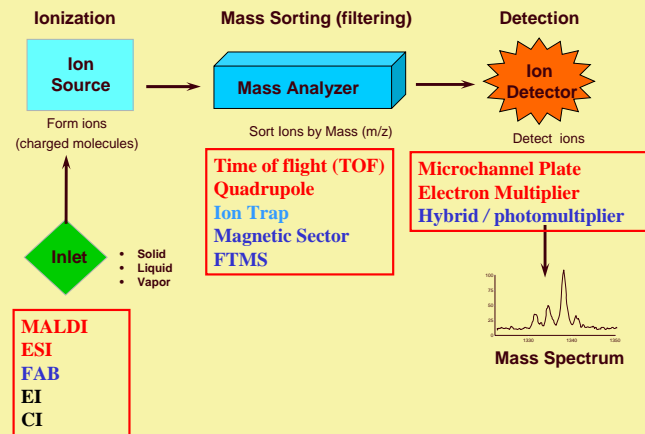 Ionization
Mass Sorting (filtering)
Detection
Ion
Source
Mass Analyzer
Ion
Detector
Form ions
(charged molecules)
Sort Ions by Mass (m/z)
Detect ions
Time of flight (TOF)
Quadrupole
Ion Trap
Magnetic Sector
FTMS
Microchannel Plate
Electron Multiplier
Hybrid / photomultiplier
Inlet
• Solid
• Liquid
• Vapor
MALDI
ESI
FAB
EI
CI
100
75
50
25
0
1330
1340
1350
Mass Spectrum